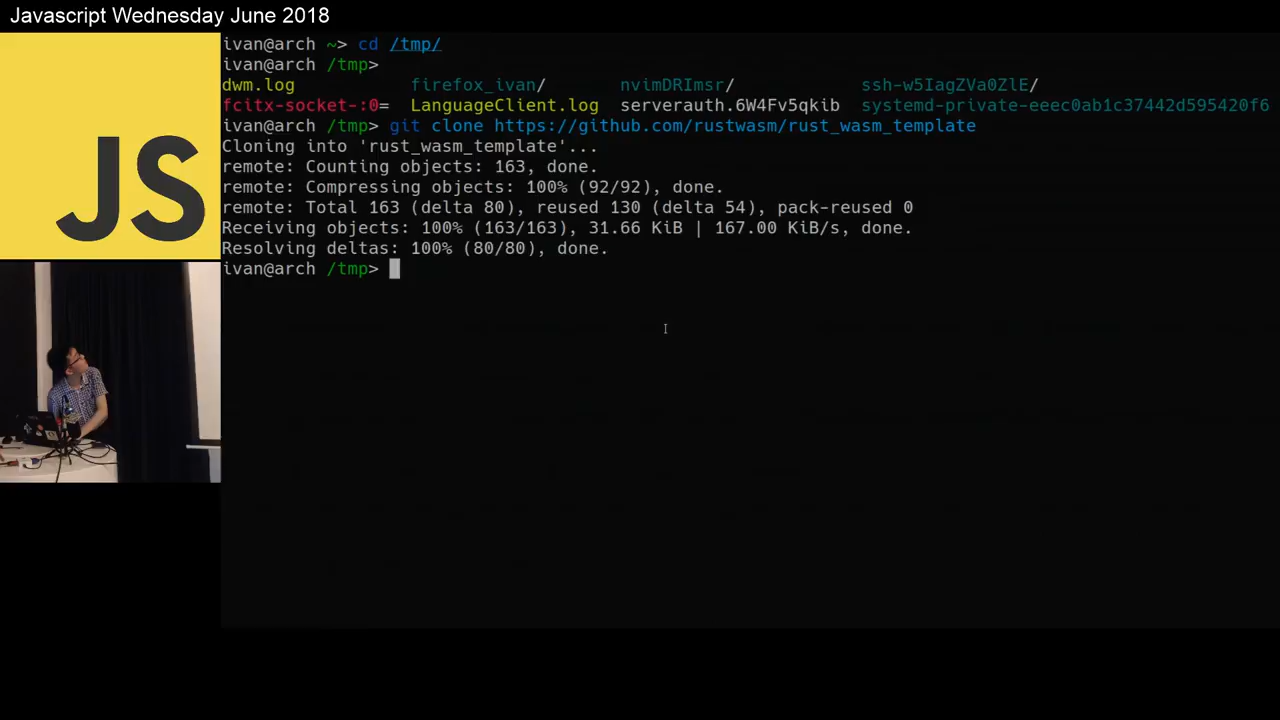 Javascript Wednesday June 2018
JS
ivan@arch ~> cd /tmp/
ivan@arch /tmp>
dwm.log firefox_ivan/ nvimDRImsr/ ssh-w5IagZVa0ZlE/
fcitx-socket-:0= LanguageClient.log serverauth.6W4Fv5qkib systemd-private-eeec0ab1c37442d595420f6
ivan@arch /tmp> git clone https://github.com/rustwasm/rust_wasm_template
Cloning into 'rust_wasm_template'...
remote: Counting objects: 163, done.
remote: Compressing objects: 100% (92/92), done.
remote: Total 163 (delta 80), reused 130 (delta 54), pack-reused 0
Receiving objects: 100% (163/163), 31.66 KiB | 167.00 KiB/s, done.
Resolving deltas: 100% (80/80), done.
ivan@arch /tmp>